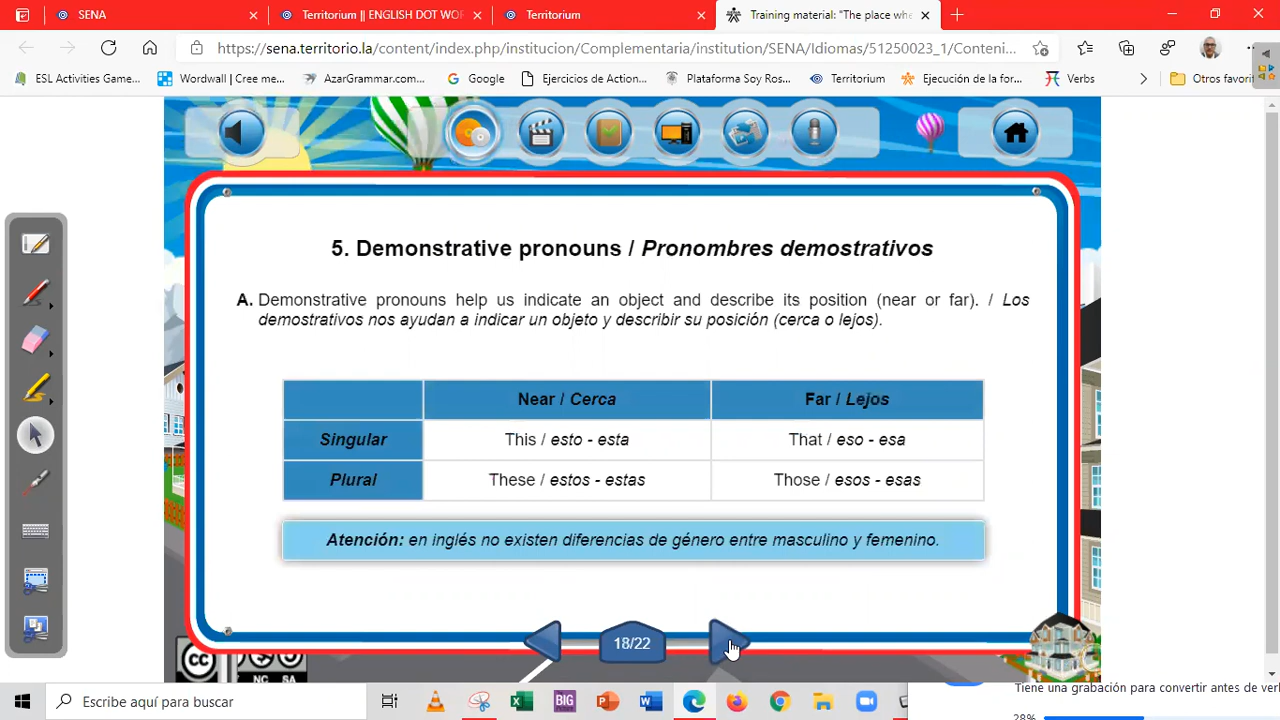 SENA
Territorium || ENGLISH DOT WOR
Territorium
Training material: "The place whe
https://sena.territorio.la/content/index.php/institucion/Complementaria/institution/SENA/Idiomas/51250023_1/Conteni...
ESL Activities Game...
Wordwall | Cree me...
AzarGrammar.com...
Google
Ejercicios de Action...
Plataforma Soy Ros...
Territori
Ejecución de la for...
Verbs
Otros favorit
5. Demonstrative pronouns / Pronombres demostrativos
A. Demonstrative pronouns help us indicate an object and describe its position (near or far). / Los
demostrativos nos ayudan a indicar un objeto y describir su posición (cerca o lejos).
Near / Cerca
Far / Lejos
Singular
This / esto - esta
That / eso - esa
Plural
These / estos - estas
Those / esos - esas
Atención: en inglés no existen diferencias de género entre masculino y femenino.
18/22
CC
NC SA
Tiene una grabación para convertir antes de verl
28%
Escribe aquí para buscar
BIG